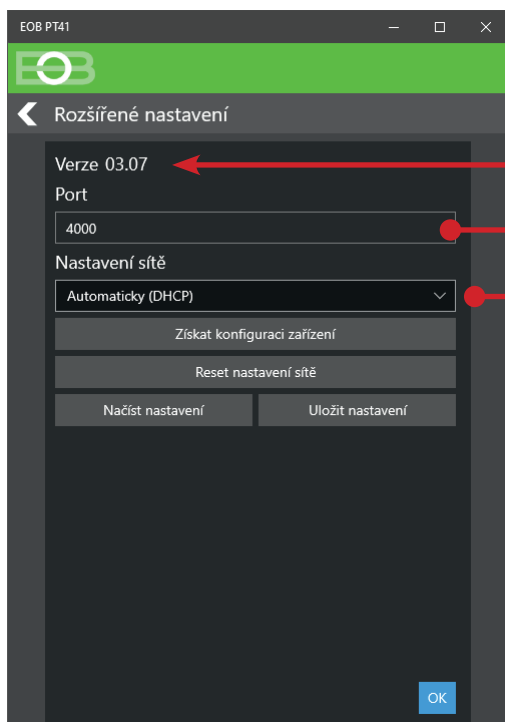 EOB PT41
EOB
Rozšířené nastavení
Verze 03.07
Port
4000
Nastavení sítě
Automaticky (DHCP)
Získat konfiguraci zařízení
Reset nastavení sítě
Načíst nastavení
Uložit nastavení
OK